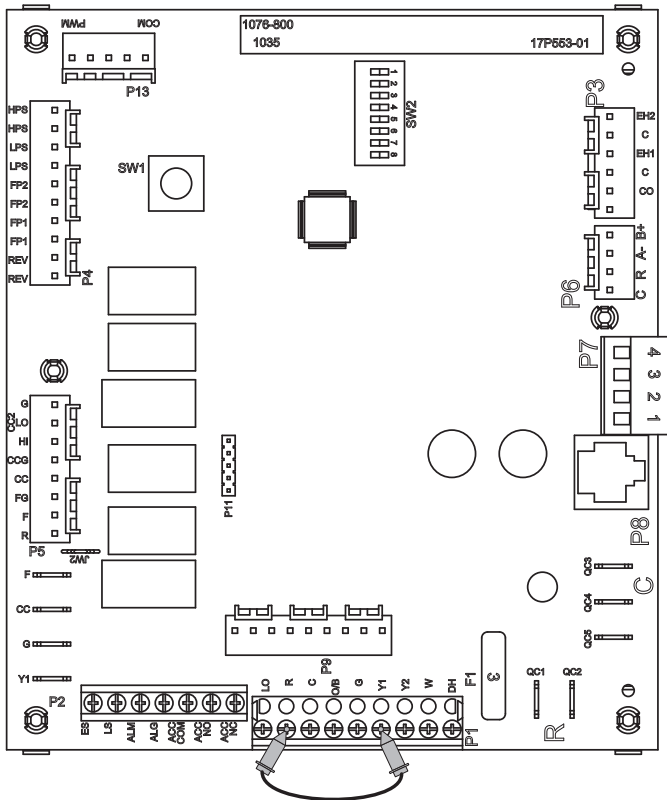 PWM
COM
P13
1076-800
1035
17P553-01
1
2
3
4
5
6
7
8
SW2
P3
EH2
C
EH1
C
CO
HPS
HPS
LPS
LPS
FP2
FP2
FP1
FP1
REV
REV
P4
SW1
B+
A-
R
C
P6
P7
4
3
2
1
G
CC2
LO
HI
CCG
CC
FG
F
R
P5
JW2
P11
P8
F
CC
G
Y1
QC3
QC4
QC5
C
P9
P2
ES
LS
ALM
ALG
ACC COM
ACC NO
ACC NC
LO
R
C
O/B
G
Y1
Y2
W
DH
P1
F1
3
QC1
QC2
R